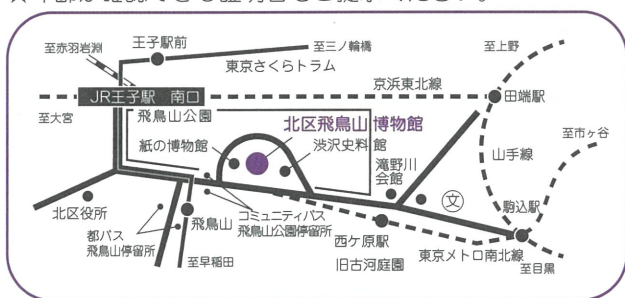 至赤羽岩淵
王子駅前
至三ノ輪橋
至上野
東京さくらトラム
京浜東北線
JR王子駅 南口
田端駅
至大宮
飛鳥山公園
北区飛鳥山 博物館
至市ヶ谷
紙の博物館
渋沢史料館
山手線
滝野川
会館
文
駒込駅
北区役所
飛鳥山
コミュニティバス
飛鳥山公園停留所
都バス
飛鳥山停留所
西ケ原駅
東京メトロ南北線
至早稲田
旧古河庭園
至目黒